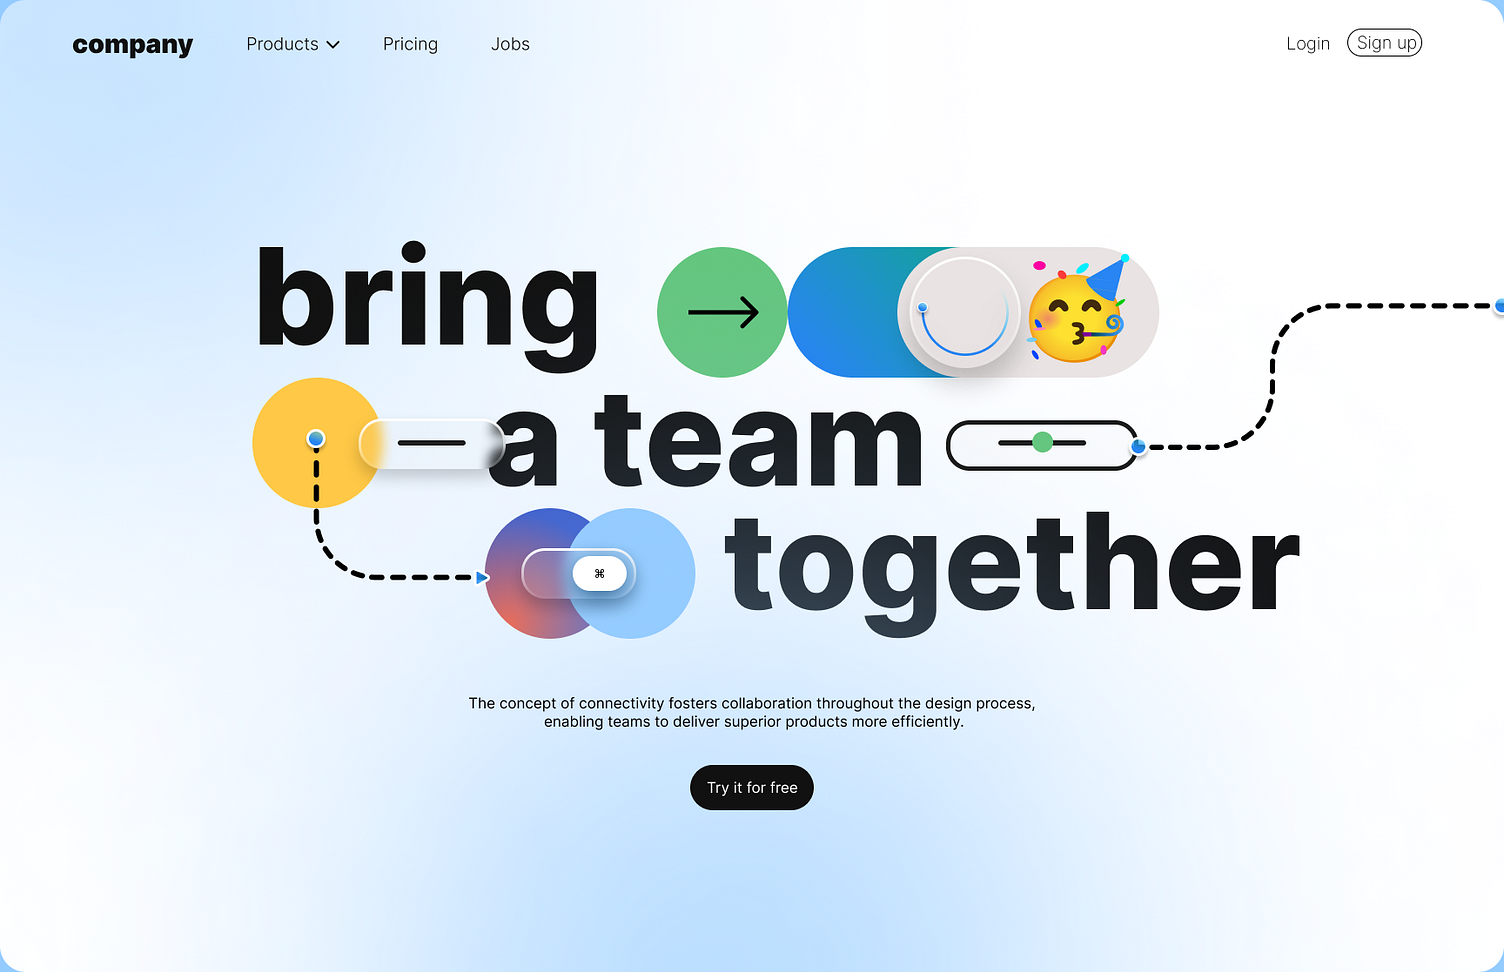 company
Products
Pricing
Jobs
Login
Sign up
bring
a team
⌘
together
The concept of connectivity fosters collaboration throughout the design process,
enabling teams to deliver superior products more efficiently.
Try it for free